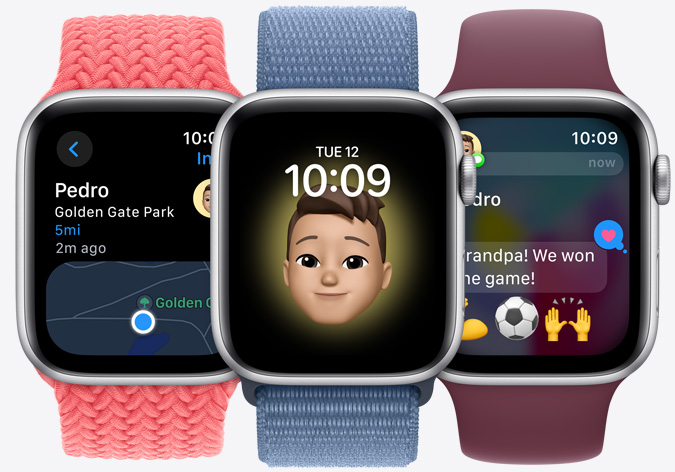 10:0
In
Pedro
Golden Gate Park
5mi
2m ago
Golden G
TUE 12
10:09
10:09
now
dro
randpa! We won
he game!